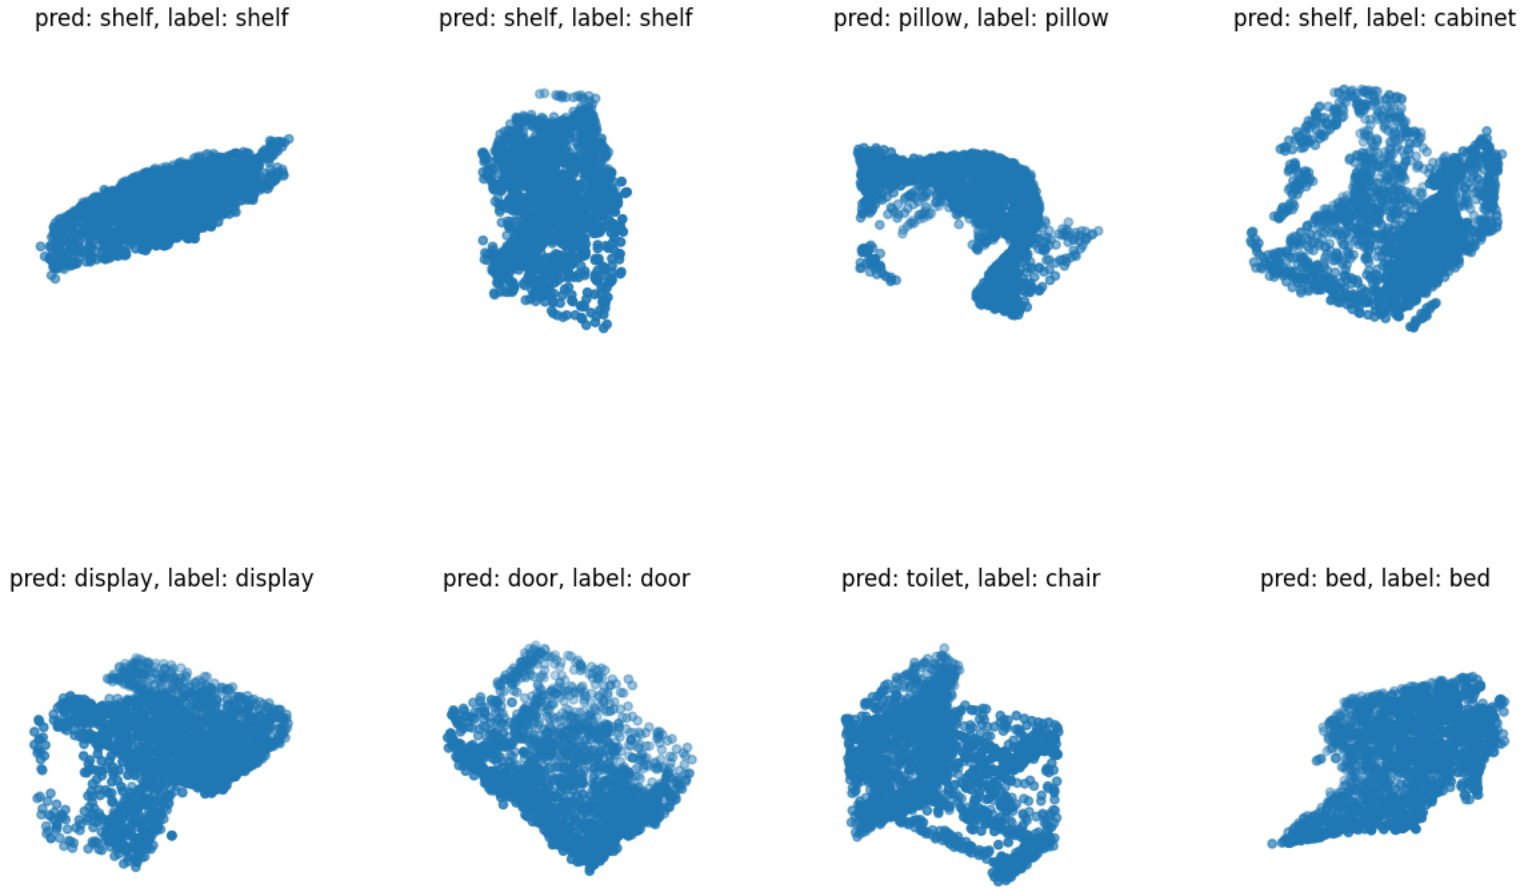 pred: shelf, label: shelf
pred: shelf, label: shelf
pred: pillow, label: pillow
pred: shelf, label: cabinet
pred: display, label: display
pred: door, label: door
pred: toilet, label: chair
pred: bed, label: bed